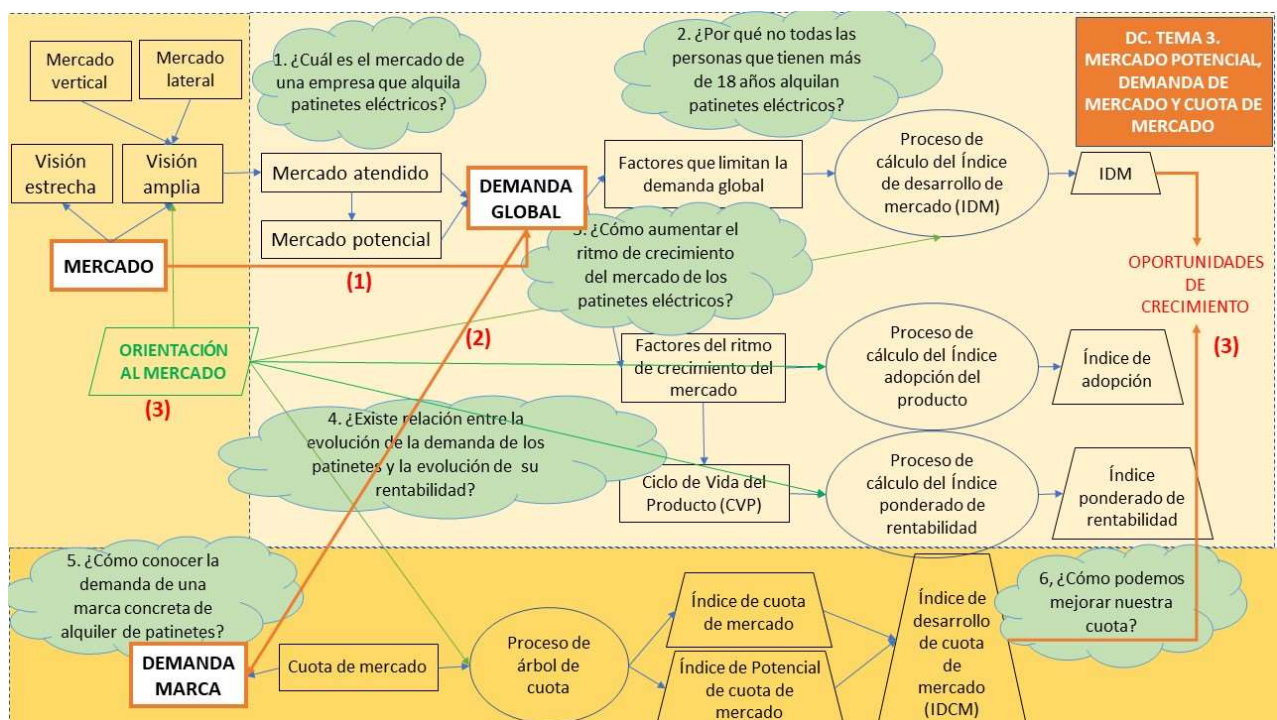 Mercado
vertical
Mercado
lateral
1. ¿Cuál es el mercado de
una empresa que alquila
patinetes eléctricos?
2. ¿Por qué no todas las
personas que tienen más
de 18 años alquilan
patinetes eléctricos?
DC. TEMA 3.
MERCADO POTENCIAL,
DEMANDA DE
MERCADO Y CUOTA DE
MERCADO
Visión
estrecha
Visión
amplia
Mercado atendido
Mercado potencial
DEMANDA
GLOBAL
Factores que limitan la
demanda global
Proceso de
cálculo del Índice
de desarrollo de
mercado (IDM)
IDM
MERCADO
(1)
3. ¿Cómo aumentar el
ritmo de crecimiento
del mercado de los
patinetes eléctricos?
OPORTUNIDADES
DE
CRECIMIENTO
(3)
ORIENTACIÓN
AL MERCADO
(3)
(2)
Factores del ritmo
de crecimiento del
mercado
Proceso de
cálculo del Índice
adopción del
producto
Índice de
adopción
4. ¿Existe relación entre la
evolución de la demanda de los
patinetes y la evolución de su
rentabilidad?
Ciclo de Vida del
Producto (CVP)
Proceso de
cálculo del Índice
ponderado de
rentabilidad
Índice
ponderado de
rentabilidad
5. ¿Cómo conocer la
demanda de una
marca concreta de
alquiler de patinetes?
DEMANDA
MARCA
Cuota de mercado
Proceso de
árbol de
cuota
Índice de cuota
de mercado
Índice de Potencial
de cuota de
mercado
Índice de
desarrollo
de cuota
de
mercado
(IDCM)
6, ¿Cómo podemos
mejorar nuestra
cuota?